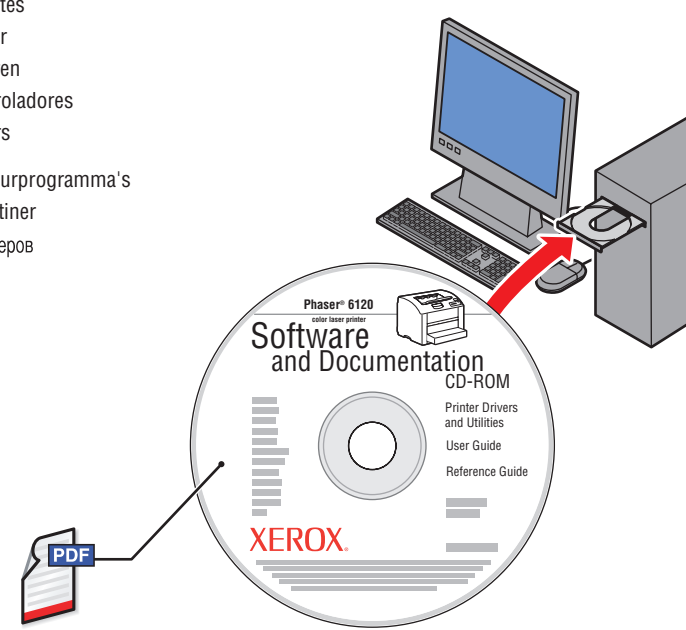 tes
r
en
roladores
rs
urprogramma's
tiner
еров
Phaser® 6120
color laser printer
Software
and Documentation
CD-ROM
Printer Drivers
and Utilities
User Guide
Reference Guide
XEROX.
PDF